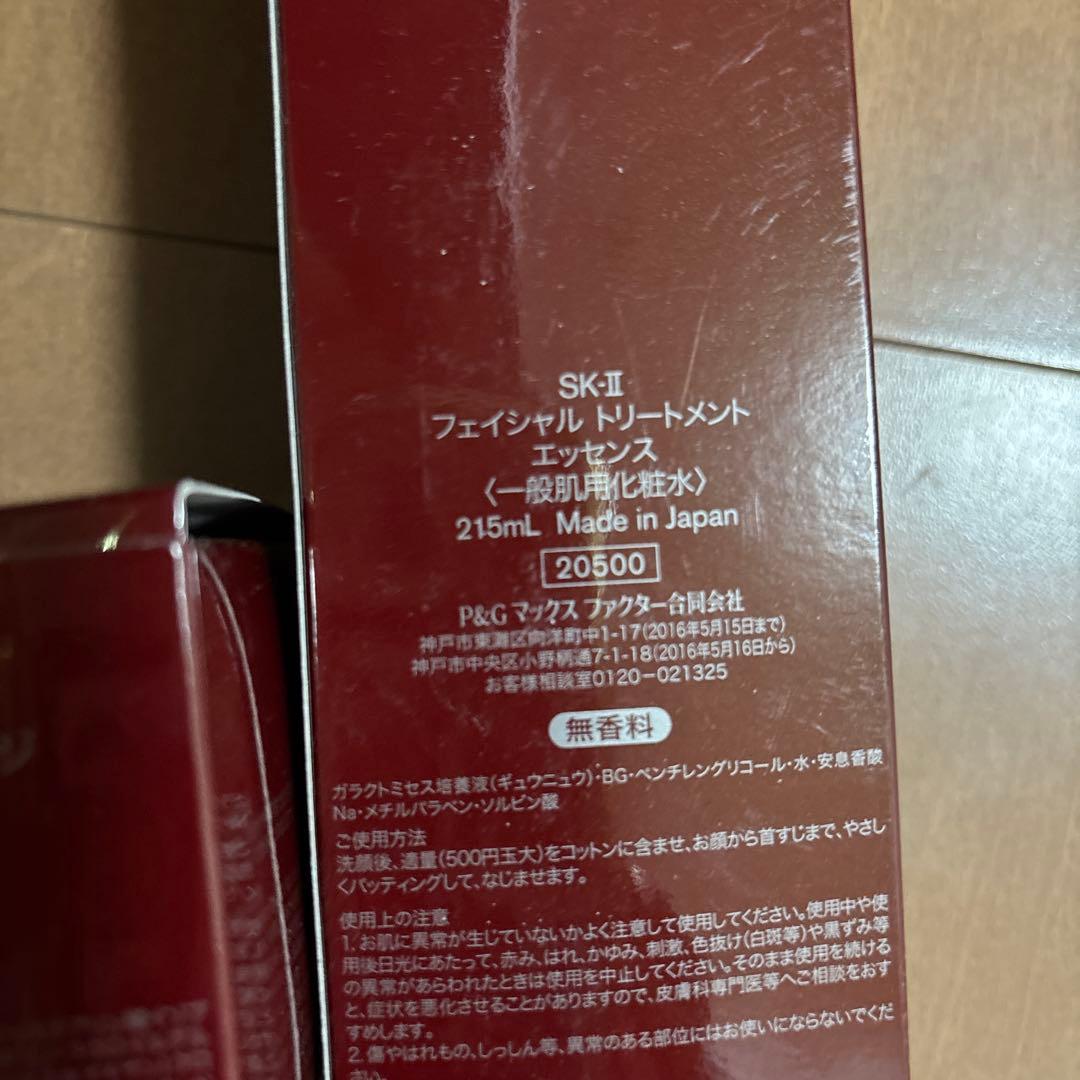 SK-Ⅱ
フェイシャル トリートメント
エッセンス
〈一般肌用化粧水〉
215mL Made in Japan
20500
P&G マックス ファクター合同会社
神戸市東灘区向洋町中1-17(2016年5月15日まで)
神戸市中央区小野柄通7-1-18(2016年5月16日から)
お客様相談室0120-021325
無香料
ガラクトミセス培養液(ギュウニュウ)・BG・ペンチレングリコール・水・安息香酸
Na・メチルパラベン・ソルビン酸
ご使用方法
洗顔後、適量(500円玉大)をコットンに含ませ、お顔から首すじまで、やさし
くパッティングして、なじませます。
使用上の注意
1. お肌に異常が生じていないかよく注意して使用してください。使用中や使
用後日光にあたって、赤み、はれ、かゆみ、刺激、色抜け(白斑等)や黒ずみ等
の異常があらわれたときは使用を中止してください。そのまま使用を続ける
と、症状を悪化させることがありますので、皮膚科専門医等へご相談をおす
すめします。
2. 傷やはれもの、しっしん等、異常のある部位にはお使いにならないでくだ
さい。